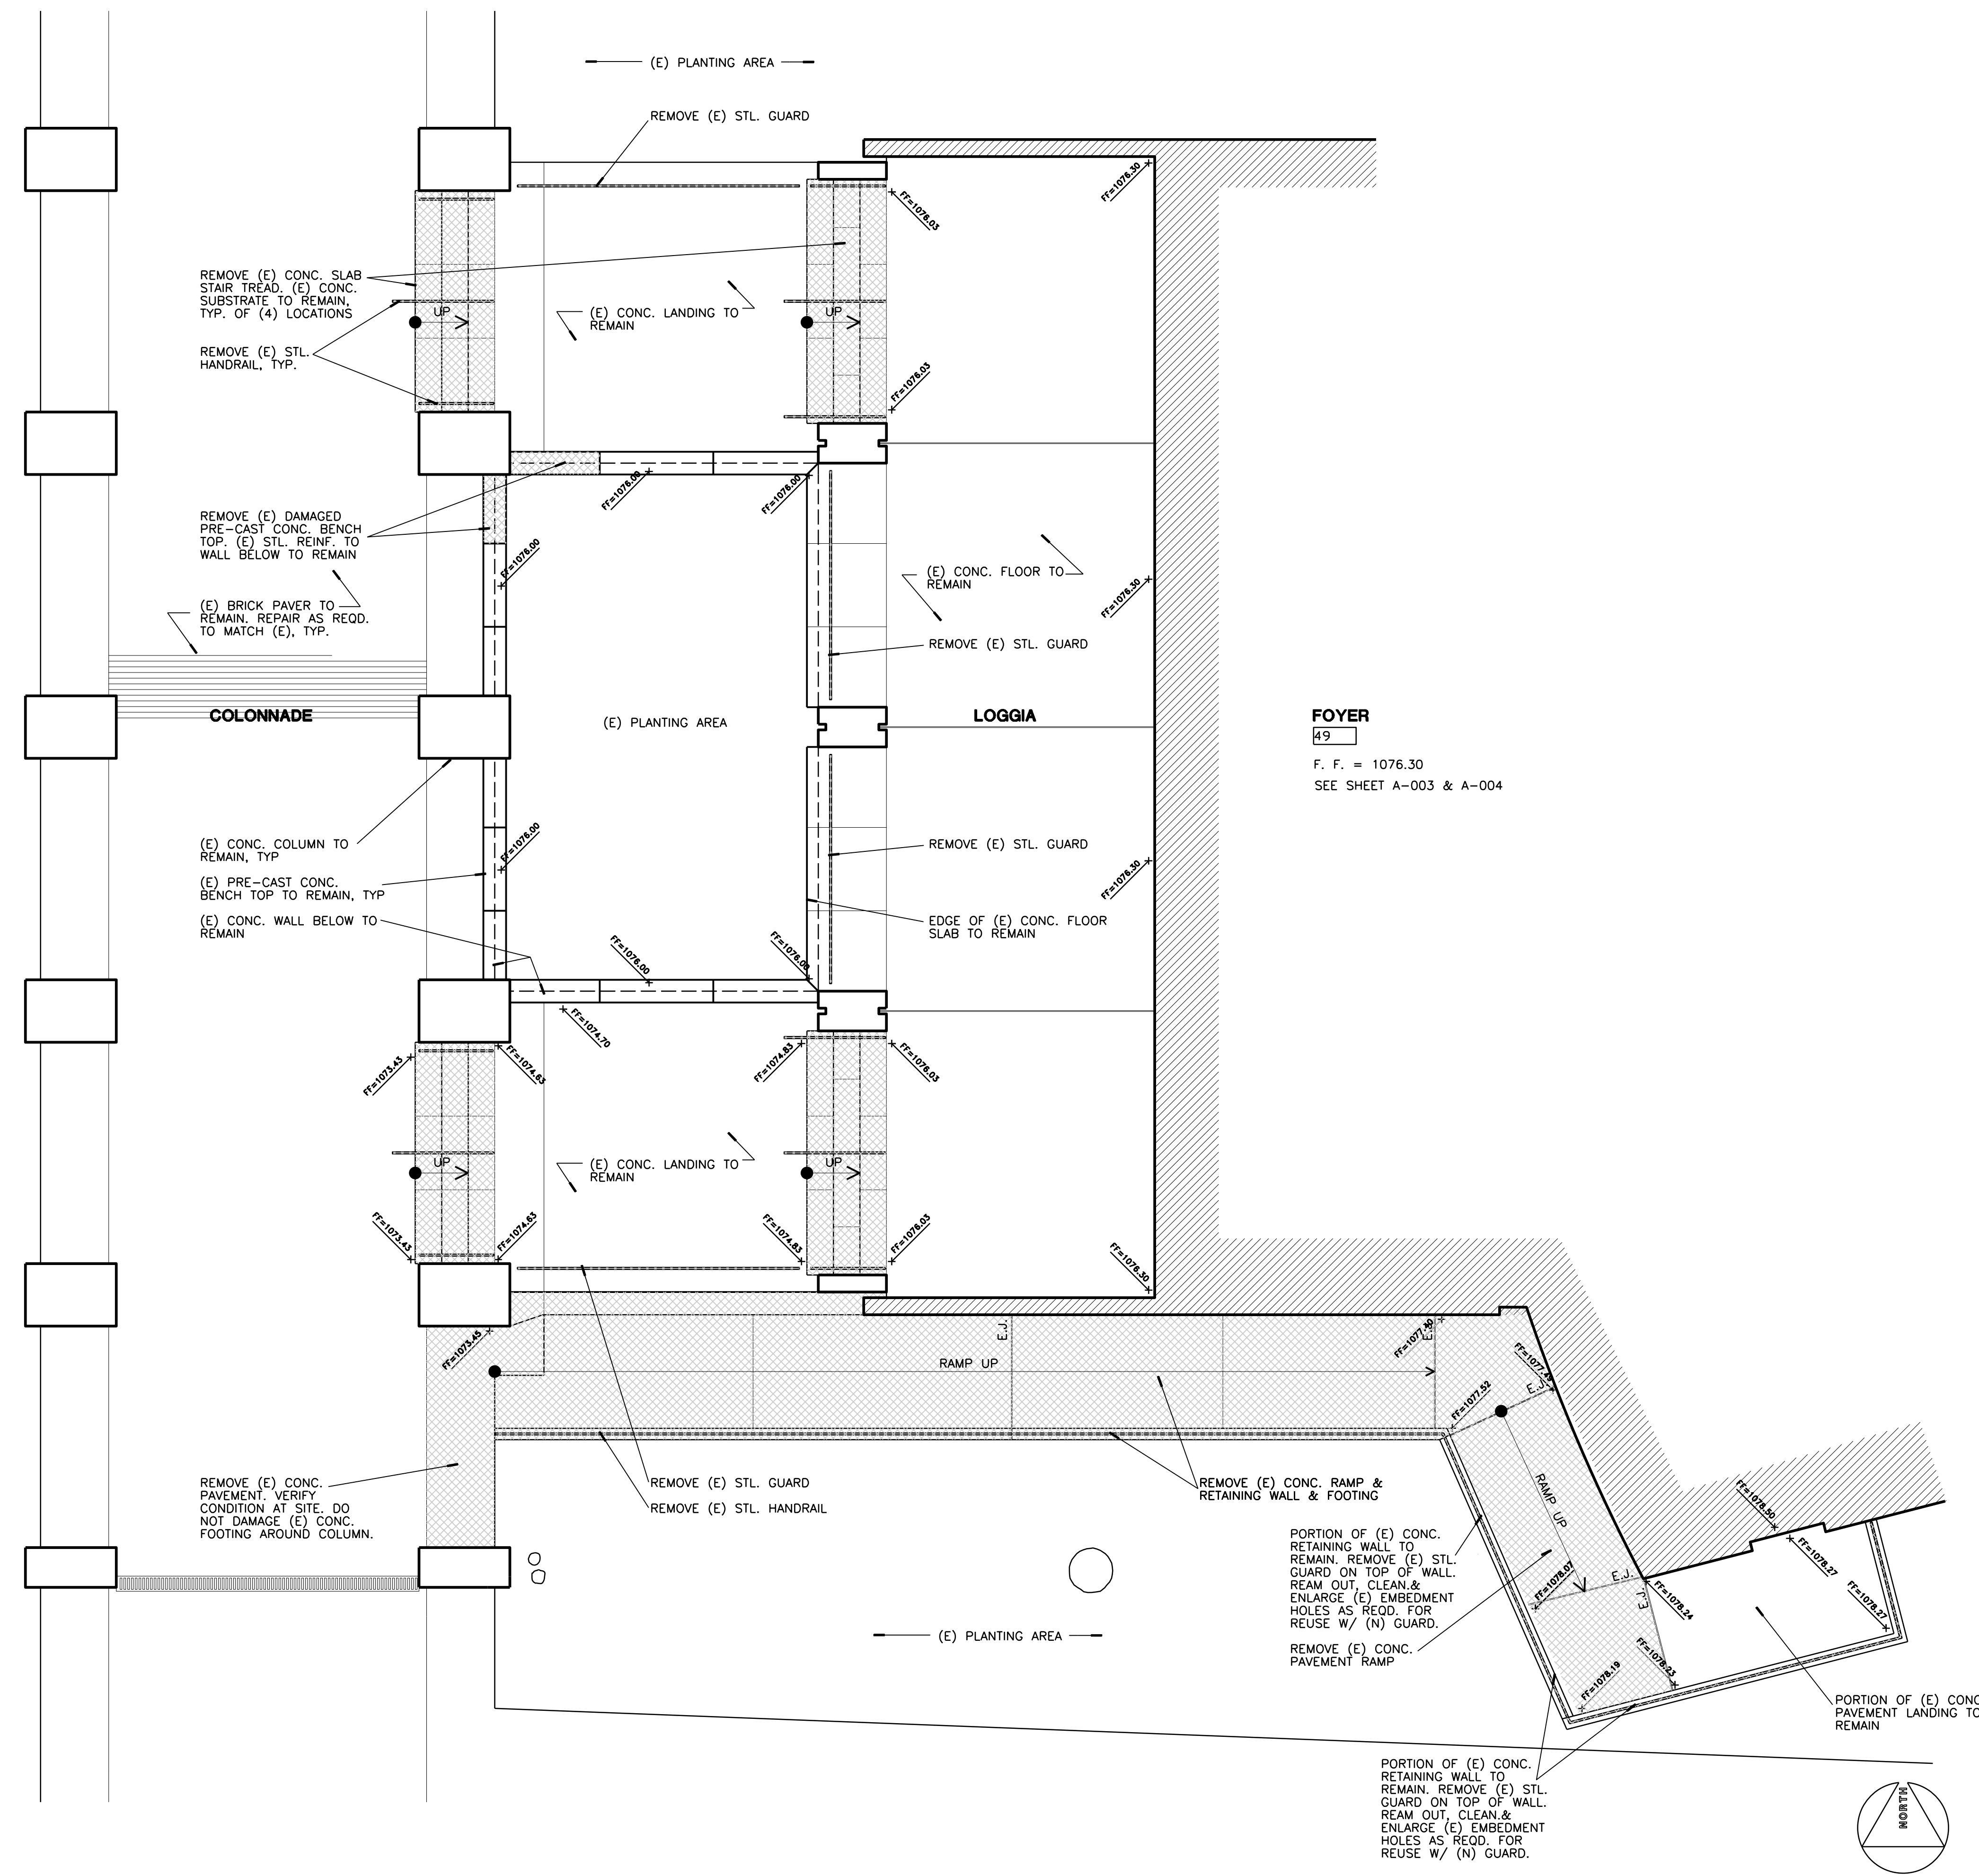 (E) PLANTING AREA
REMOVE (E) STL. GUARD
FF=1076.30
FF=1076.03
REMOVE (E) CONC. SLAB
STAIR TREAD. (E) CONC.
SUBSTRATE TO REMAIN,
TYP. OF (4) LOCATIONS
UP
(E) CONC. LANDING TO
REMAIN
UP
REMOVE (E) STL.
HANDRAIL, TYP.
FF=1076.03
FF=1076.00
FF=1076.00
REMOVE (E) DAMAGED
PRE-CAST CONC. BENCH
TOP. (E) STL. REINF. TO
WALL BELOW TO REMAIN
FF=1076.00
(E) CONC. FLOOR TO
REMAIN
FF=1076.30
(E) BRICK PAVER TO
REMAIN. REPAIR AS REQD.
TO MATCH (E), TYP.
REMOVE (E) STL. GUARD
COLONNADE
(E) PLANTING AREA
LOGGIA
FOYER
49
F. F. = 1076.30
SEE SHEET A-003 & A-004
(E) CONC. COLUMN TO
REMAIN, TYP
FF=1076.00
REMOVE (E) STL. GUARD
FF=1076.30
(E) PRE-CAST CONC.
BENCH TOP TO REMAIN, TYP
(E) CONC. WALL BELOW TO
REMAIN
EDGE OF (E) CONC. FLOOR
SLAB TO REMAIN
FF=1076.00
FF=1076.00
FF=1074.70
FF=1073.43
FF=1074.63
FF=1074.83
FF=1076.03
UP
(E) CONC. LANDING TO
REMAIN
UP
FF=1073.43
FF=1074.63
FF=1074.83
FF=1076.03
FF=1076.30
FF=1073.45
E.J.
FF=1077.40
E.J.
RAMP UP
FF=1077.49
FF=1077.52
E.J.
REMOVE (E) CONC.
PAVEMENT. VERIFY
CONDITION AT SITE. DO
NOT DAMAGE (E) CONC.
FOOTING AROUND COLUMN.
REMOVE (E) STL. GUARD
REMOVE (E) STL. HANDRAIL
REMOVE (E) CONC. RAMP &
RETAINING WALL & FOOTING
RAMP UP
FF=1078.50
FF=1078.27
PORTION OF (E) CONC.
RETAINING WALL TO
REMAIN. REMOVE (E) STL.
GUARD ON TOP OF WALL.
REAM OUT, CLEAN.&
ENLARGE (E) EMBEDMENT
HOLES AS REQD. FOR
REUSE W/ (N) GUARD.
FF=1078.07
E.J.
E.J.
FF=1078.24
FF=1078.27
(E) PLANTING AREA
REMOVE (E) CONC.
PAVEMENT RAMP
FF=1078.19
FF=1078.23
PORTION OF (E) CONC
PAVEMENT LANDING TO
REMAIN
PORTION OF (E) CONC.
RETAINING WALL TO
REMAIN. REMOVE (E) STL.
GUARD ON TOP OF WALL.
REAM OUT, CLEAN.&
ENLARGE (E) EMBEDMENT
HOLES AS REQD. FOR
REUSE W/ (N) GUARD.
NORTH